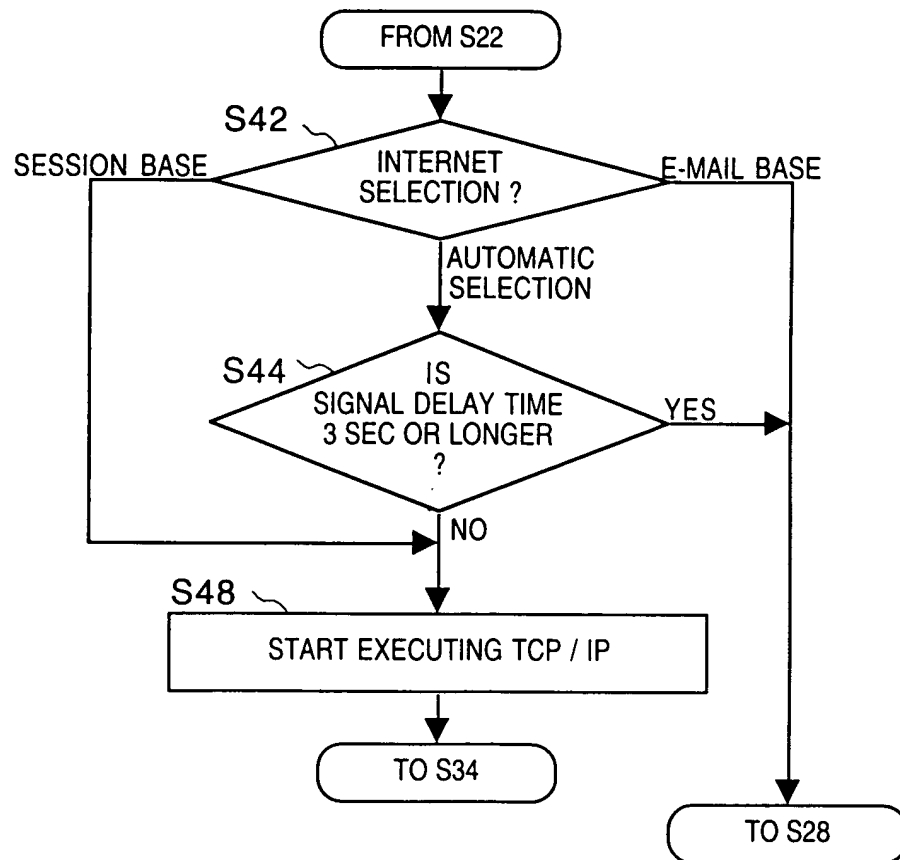 FROM S22
S42
SESSION BASE
INTERNET
SELECTION ?
E-MAIL BASE
AUTOMATIC
SELECTION
S44
IS
SIGNAL DELAY TIME
3 SEC OR LONGER
?
YES
NO
S48
START EXECUTING TCP / IP
TO S34
TO S28